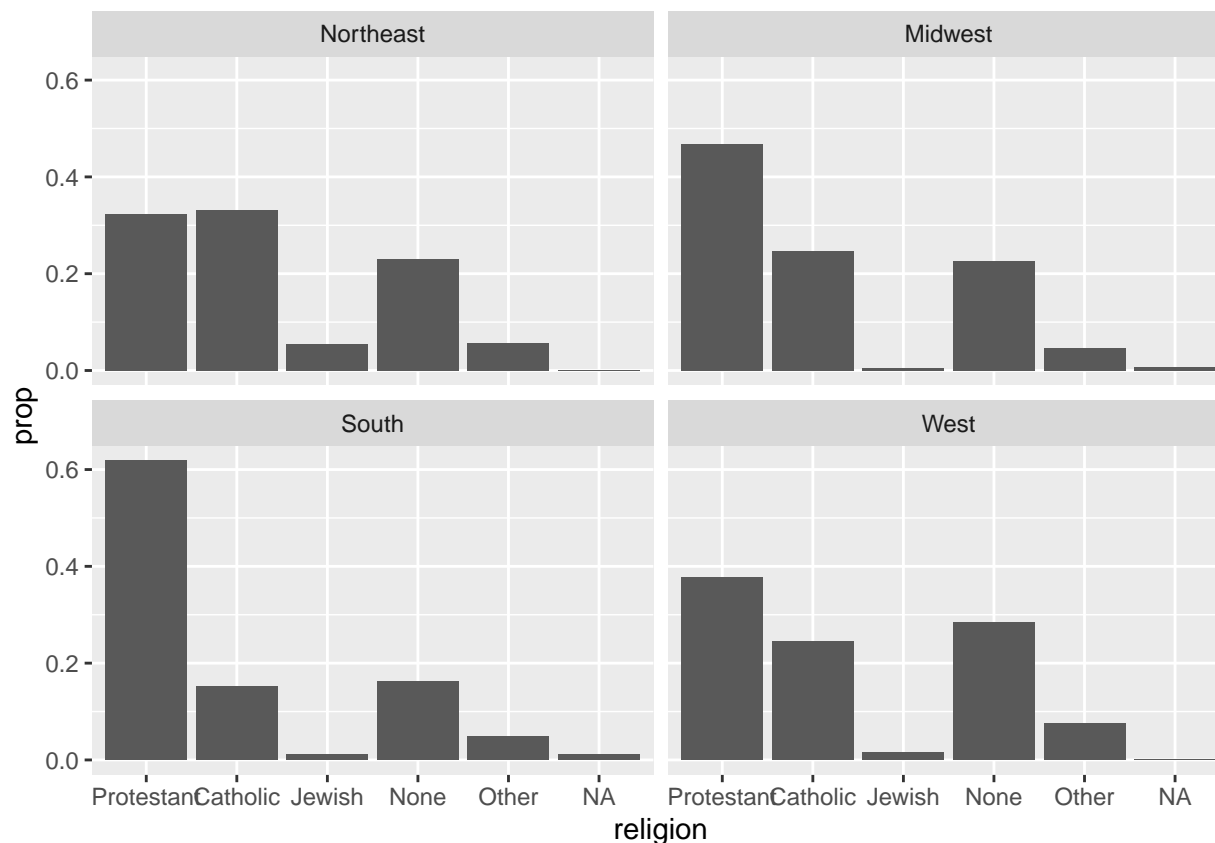 Northeast
Midwest
0.6
0.4
0.2
0.0
South
West
0.6
0.4
0.2
0.0
prop
Protestant Catholic Jewish None Other NA
Protestant Catholic Jewish None Other NA
religion